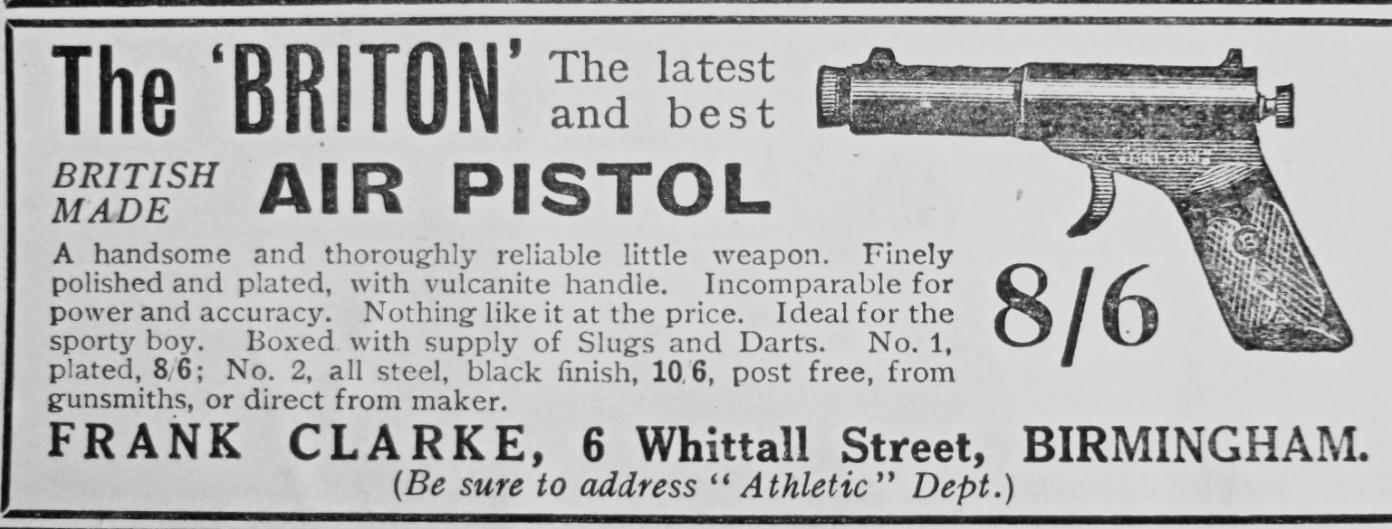 The 'BRITON' The latest
and best
BRITISH
MADE
AIR PISTOL
"BRITON"
A handsome and thoroughly reliable little weapon. Finely
polished and plated, with vulcanite handle. Incomparable for
power and accuracy. Nothing like it at the price. Ideal for the
sporty boy. Boxed with supply of Slugs and Darts. No. 1,
plated, 8/6; No. 2, all steel, black finish, 10/6, post free, from
gunsmiths, or direct from maker.
8/6
FRANK CLARKE, 6 Whittall Street, BIRMINGHAM.
(Be sure to address "Athletic" Dept.)